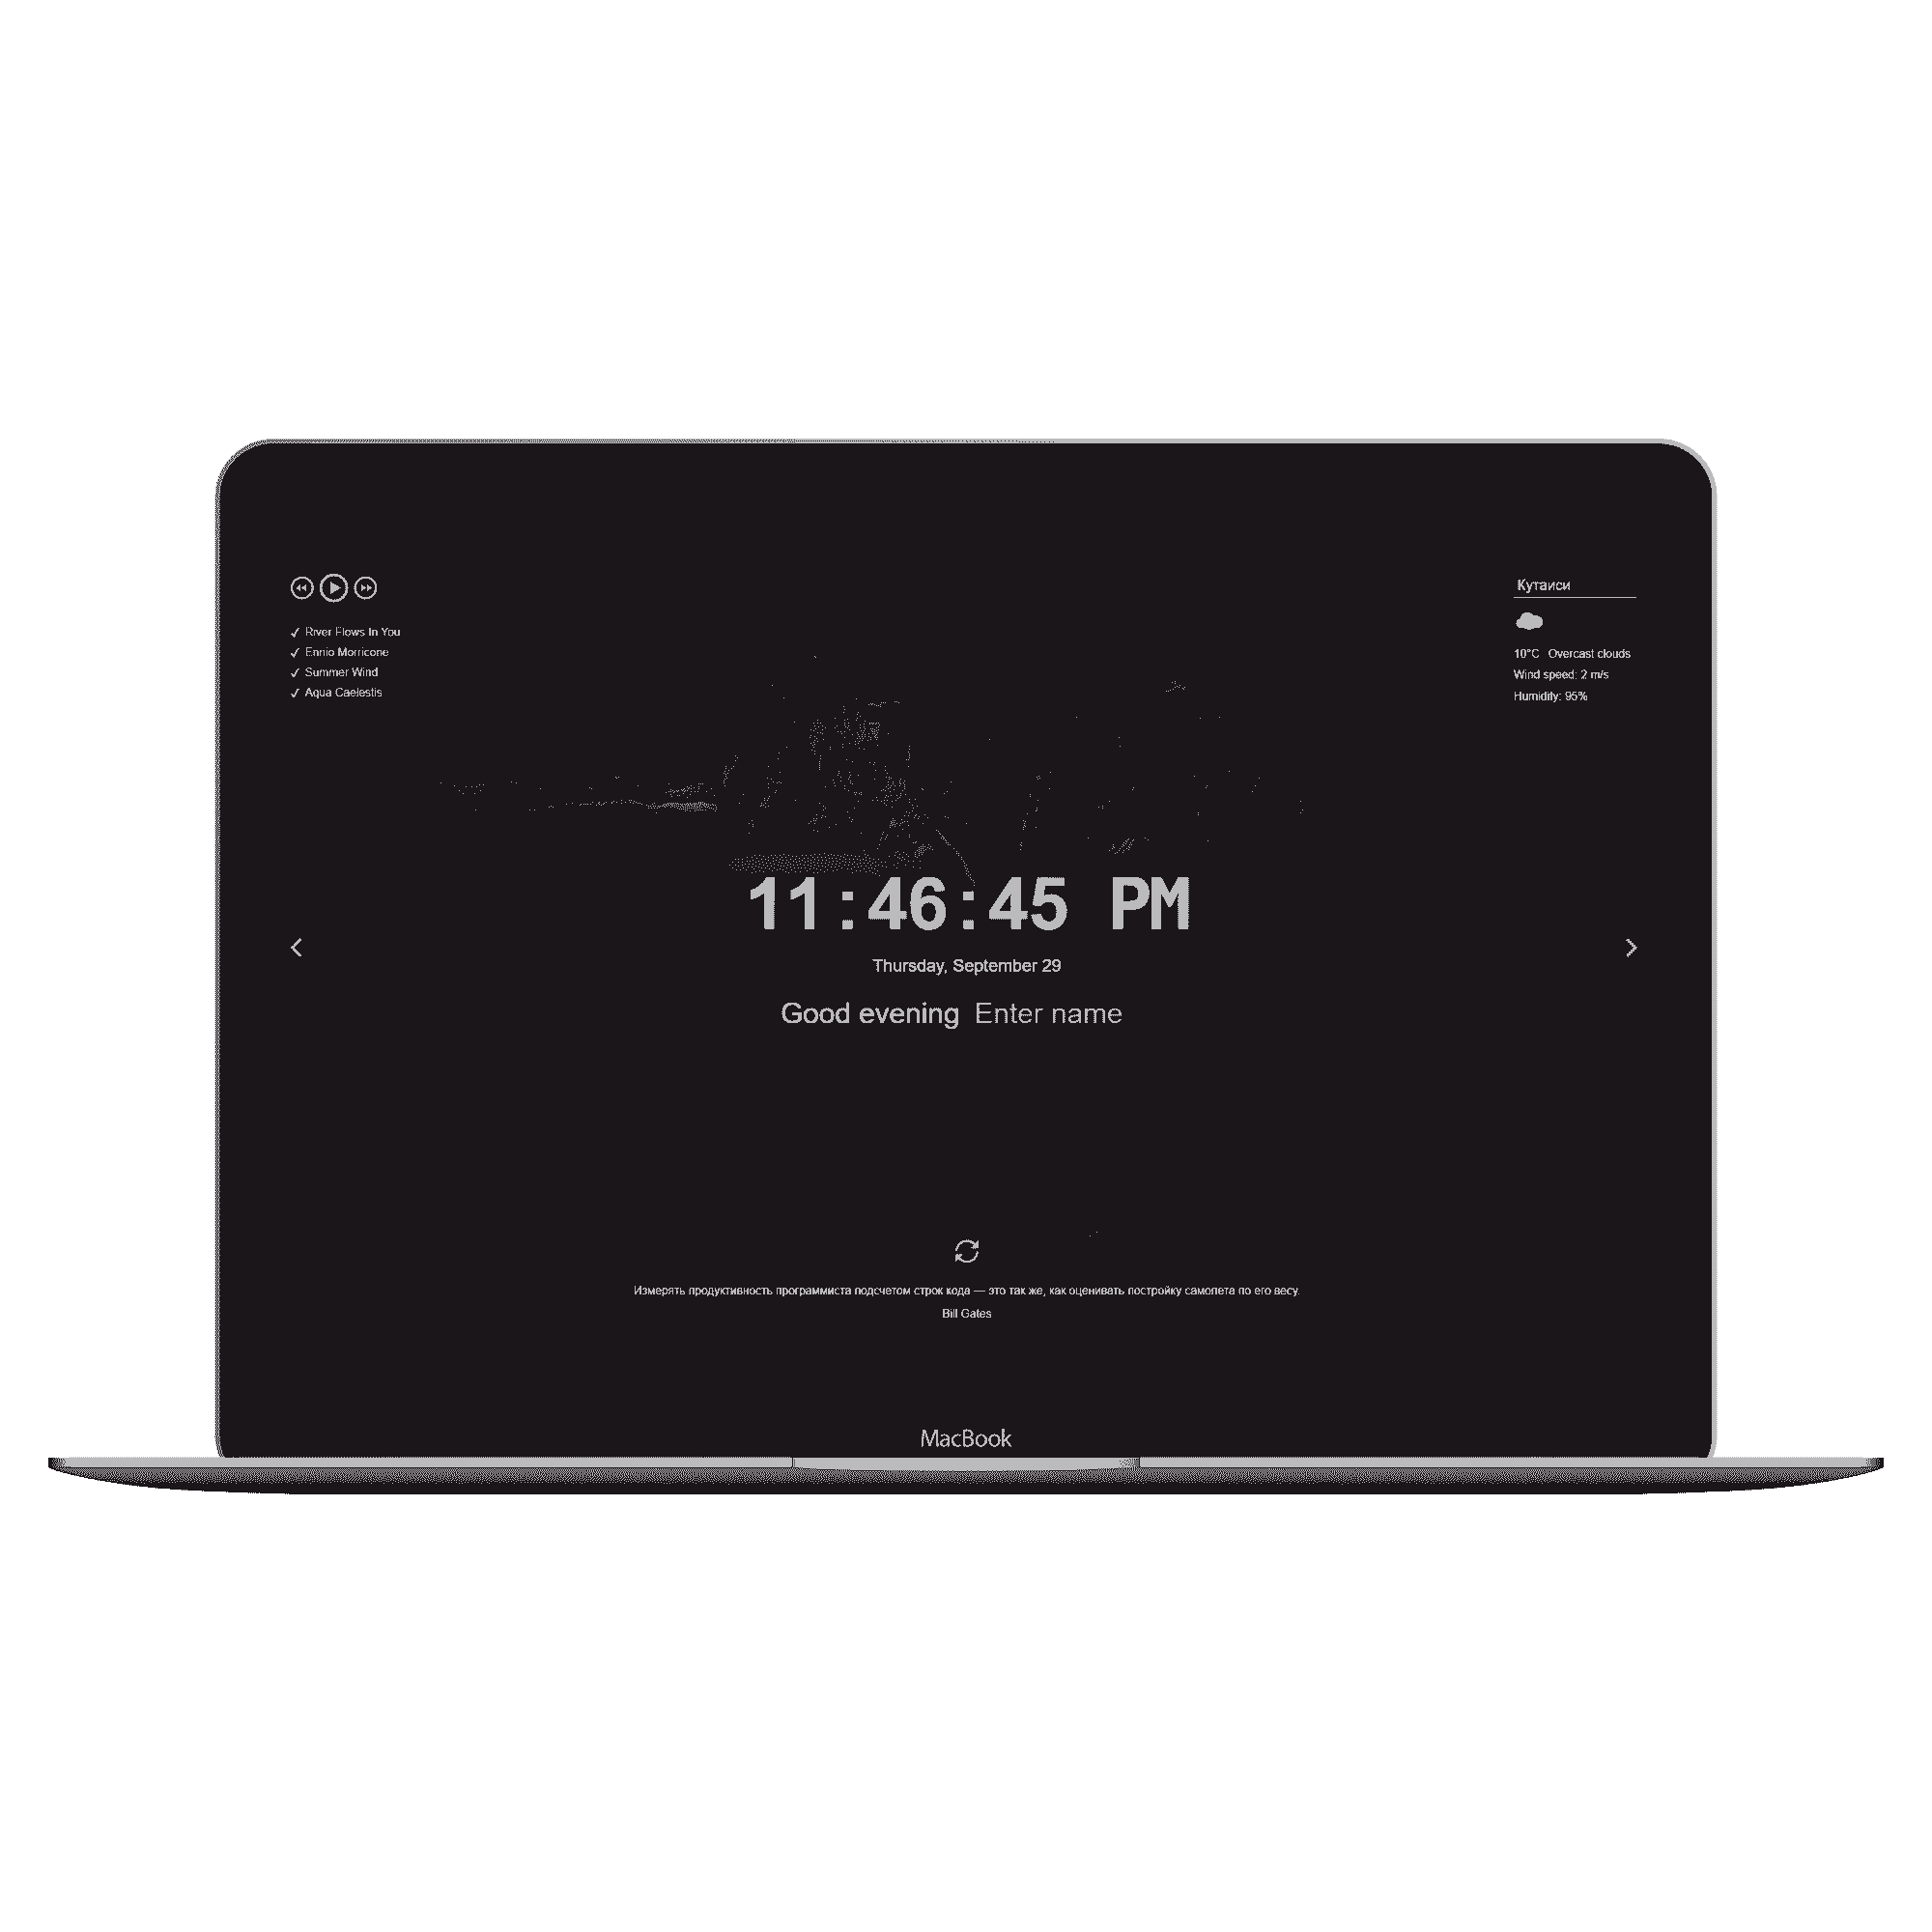 River Flows In You
Ennio Morricone
Summer Wind
Aqua Caelestis
Кутаиси
10°C Overcast clouds
Wind speed: 2 m/s
Humidity: 95%
11:46:45 PM
Thursday, September 29
Good evening Enter name
Измерять продуктивность программиста подсчетом строк кода — это так же, как оценивать постройку самолета по его весу.
Bill Gates
MacBook